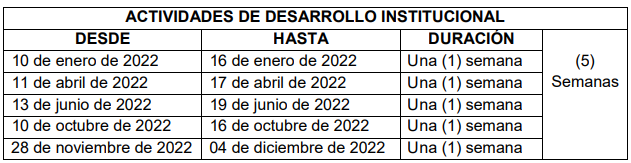 ACTIVIDADES DE DESARROLLO INSTITUCIONAL
DESDE HASTA DURACIÓN
10 de enero de 2022 16 de enero de 2022 Una (1) semana
11 de abril de 2022 17 de abril de 2022 Una (1) semana
13 de junio de 2022 19 de junio de 2022 Una (1) semana
10 de octubre de 2022 16 de octubre de 2022 Una (1) semana
28 de noviembre de 2022 04 de diciembre de 2022 Una (1) semana
(5)
Semanas